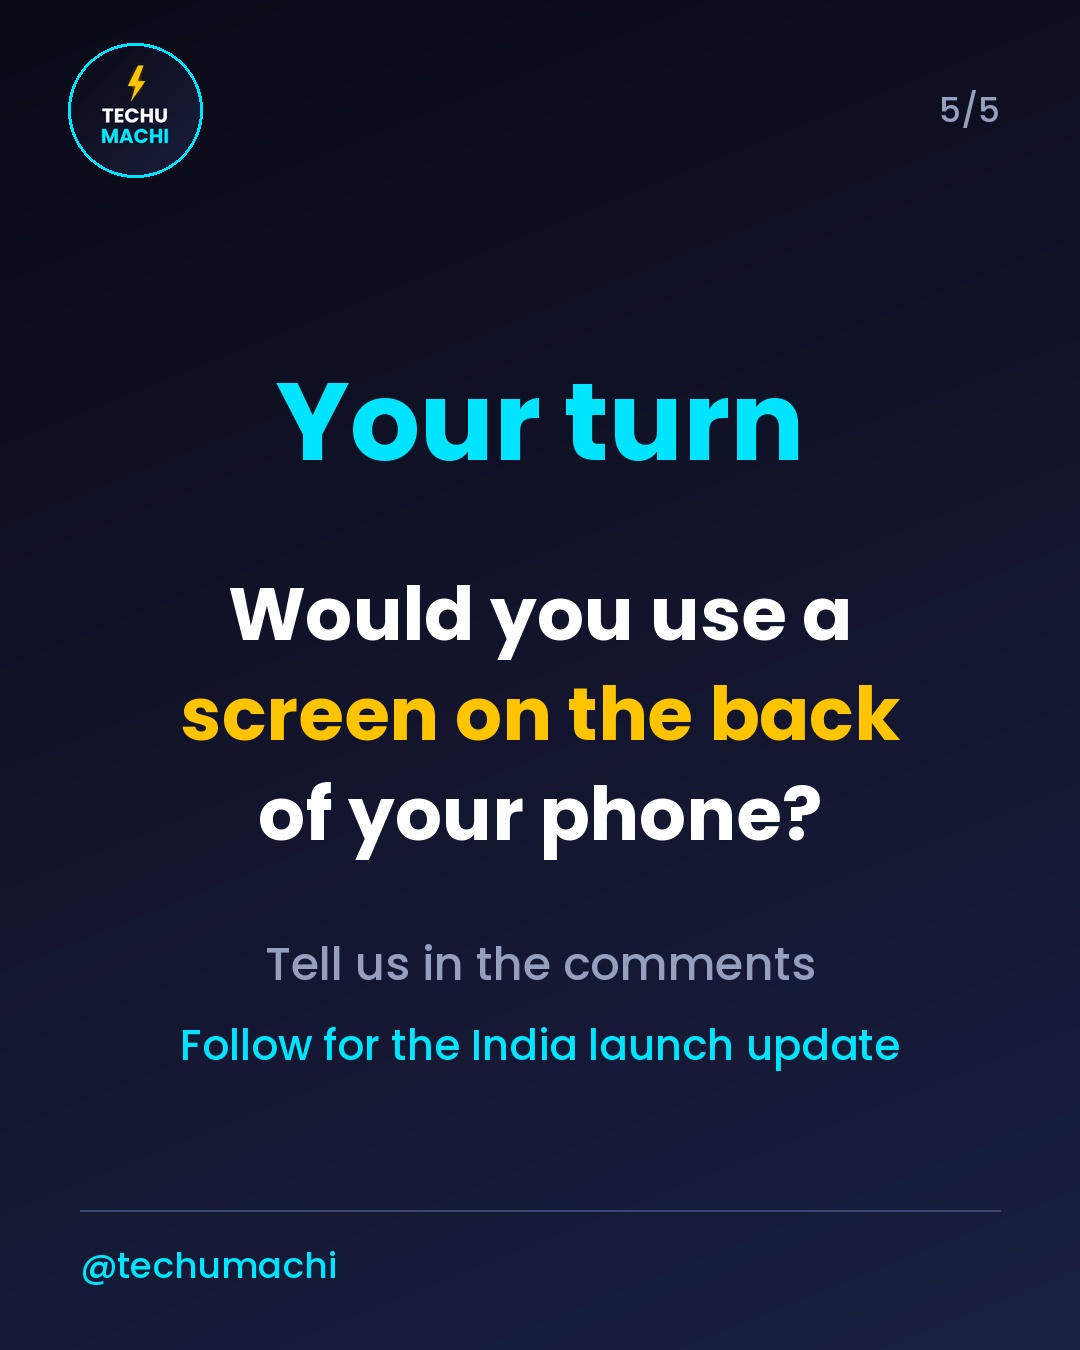 TECHU
MACHI
5/5
Your turn
Would you use a
screen on the back
of your phone?
Tell us in the comments
Follow for the India launch update
@techumachi